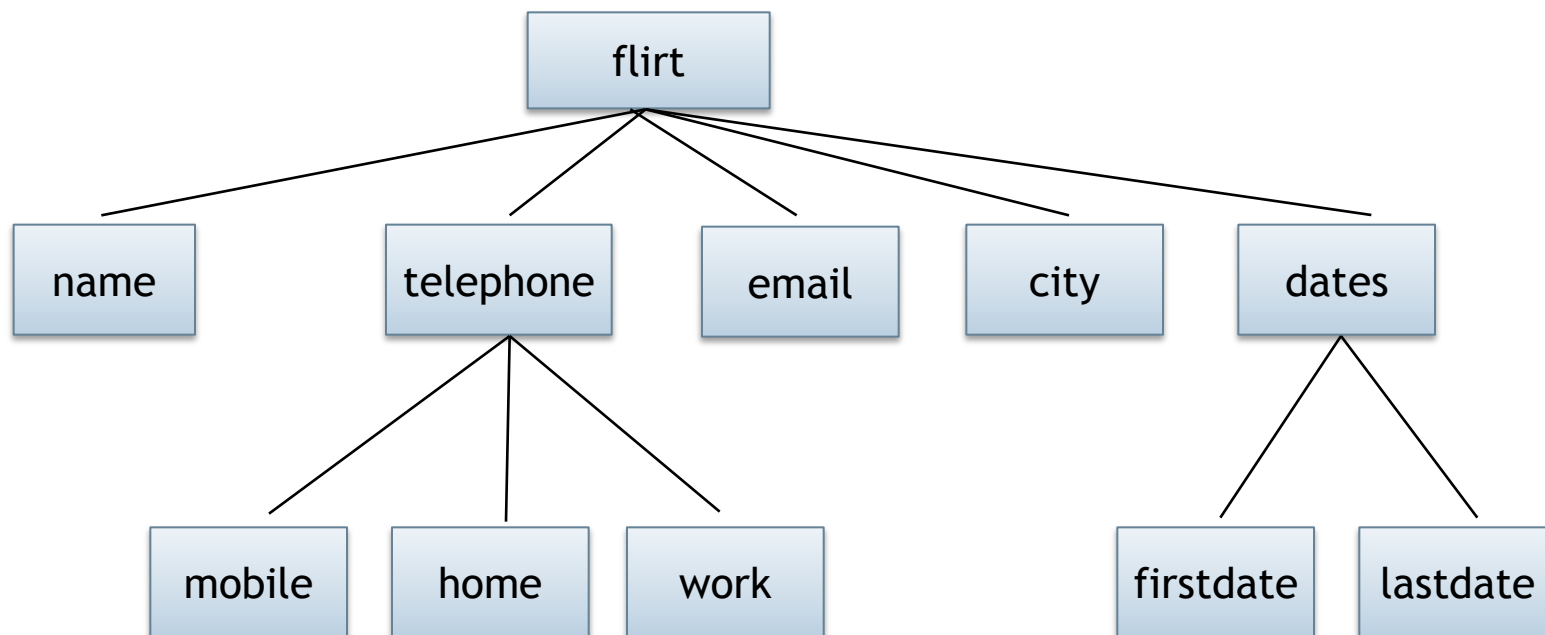 flirt
name
telephone
email
city
dates
mobile
home
work
firstdate
lastdate